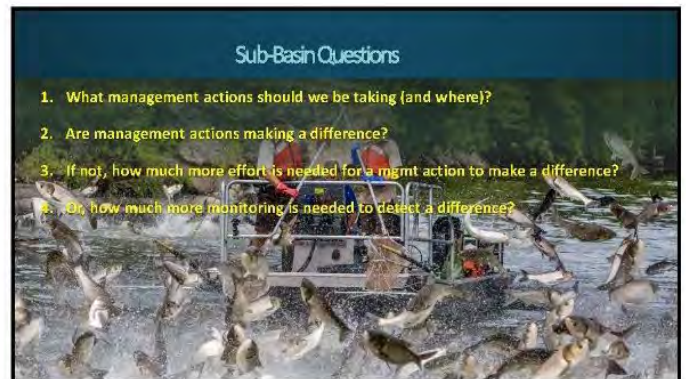 Sub-Basin Questions
1. What management actions should we be taking (and where)?
2. Are management actions making a difference?
3. If not, how much more effort is needed for a mgmt action to make a difference?
4. Or, how much more monitoring is needed to detect a difference?